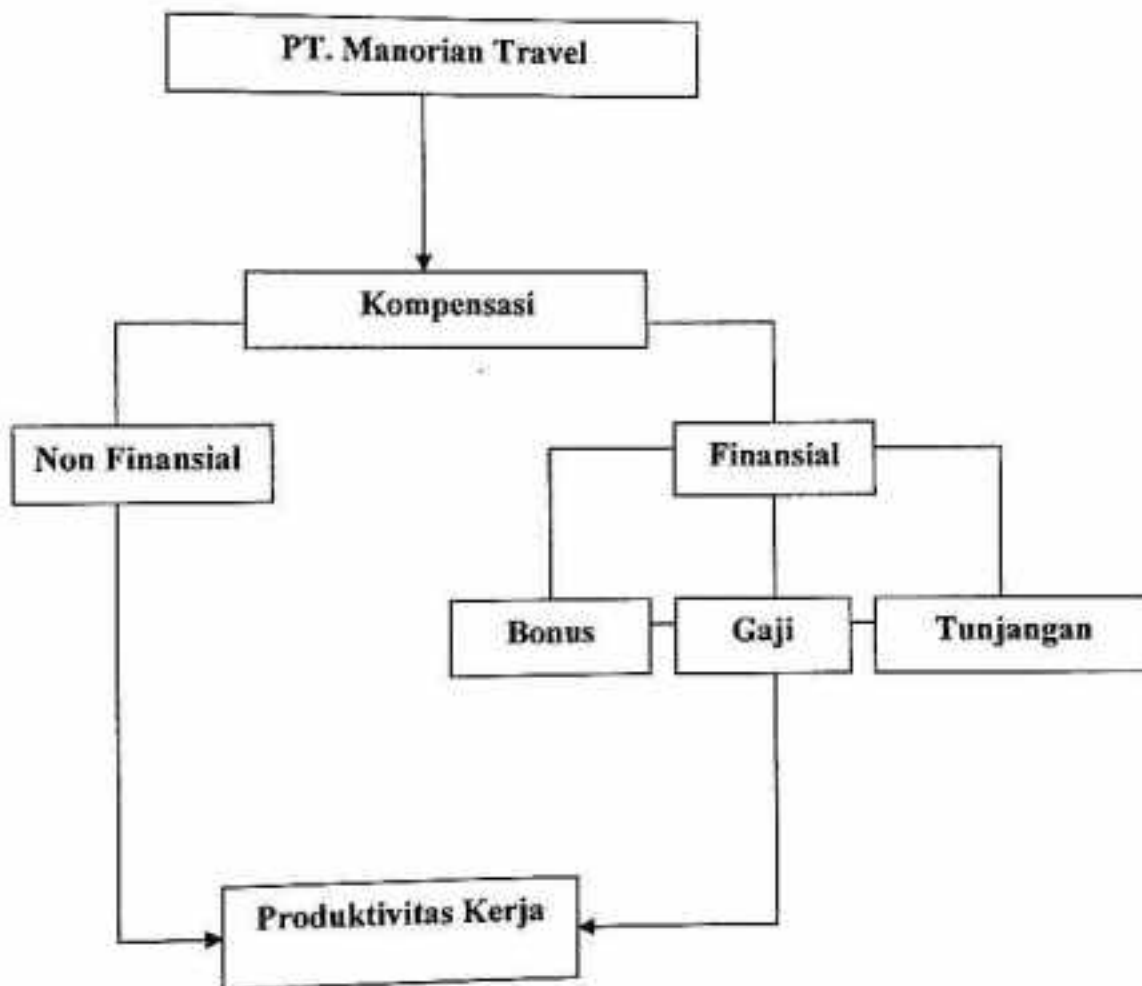 PT. Manorian Travel
Kompensasi
Non Finansial
Finansial
Bonus
Gaji
Tunjangan
Produktivitas Kerja